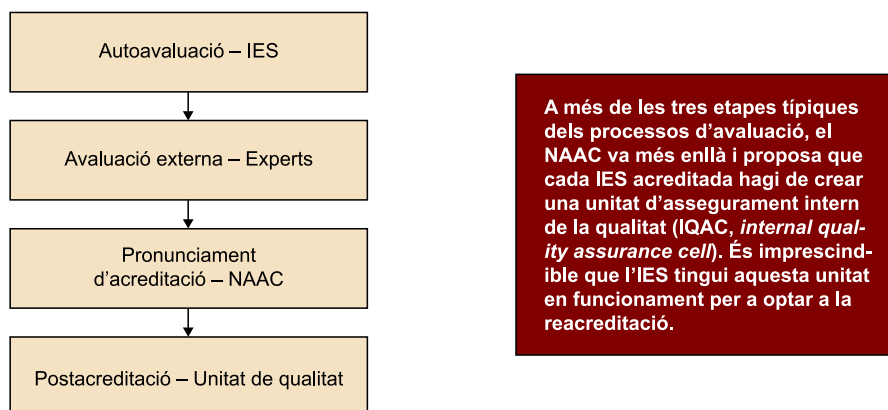 Autoavaluació – IES
Avaluació externa – Experts
Pronunciament
d’acreditació – NAAC
Postacreditació – Unitat de qualitat
A més de les tres etapes típiques
dels processos d’avaluació, el
NAAC va més enllà i proposa que
cada IES acreditada hagi de crear
una unitat d’assegurament intern
de la qualitat (IQAC, internal qual-
ity assurance cell). És imprescind-
ible que l’IES tingui aquesta unitat
en funcionament per a optar a la
reacreditació.